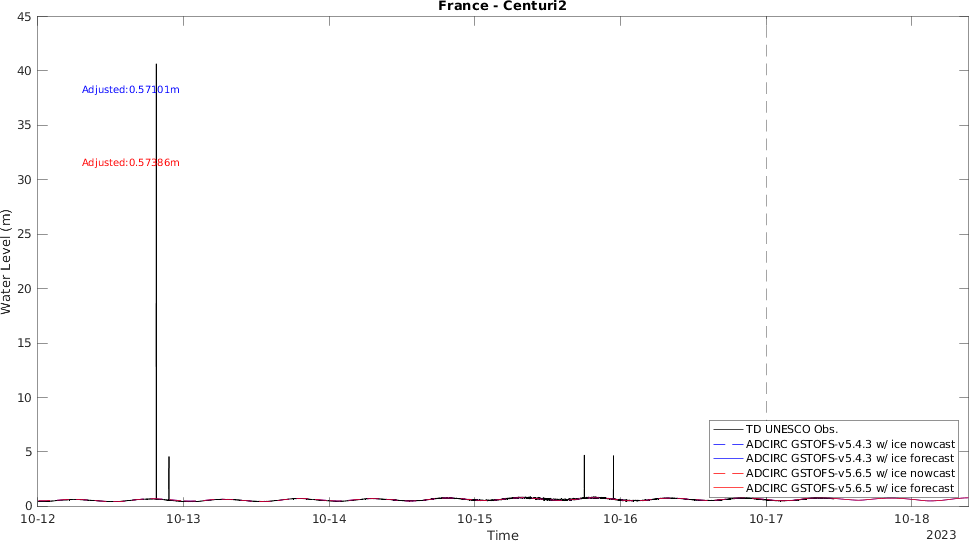 France - Centuri2
45
40
35
30
25
20
15
10
5
0
Water Level (m)
Adjusted:0.57101m
Adjusted:0.57386m
TD UNESCO Obs.
ADCIRC GSTOFS-v5.4.3 w/ ice nowcast
ADCIRC GSTOFS-v5.4.3 w/ ice forecast
ADCIRC GSTOFS-v5.6.5 w/ ice nowcast
ADCIRC GSTOFS-v5.6.5 w/ ice forecast
10-12 10-13 10-14 10-15 10-16 10-17 10-18
Time
2023